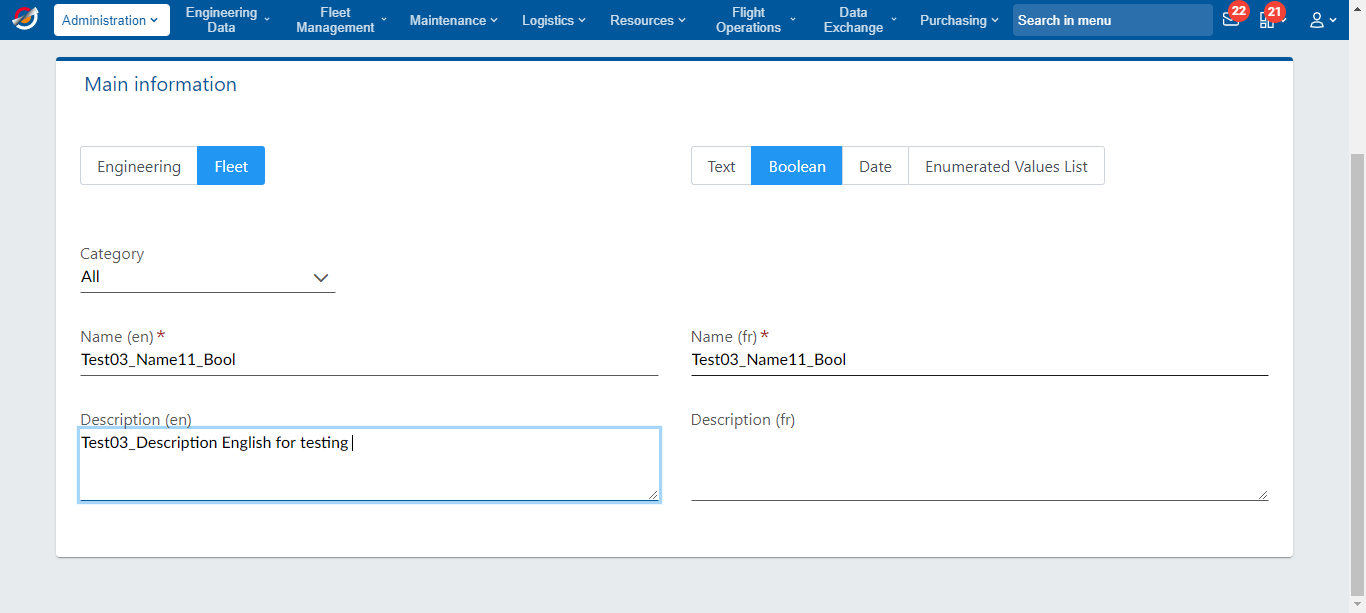 Administration
Engineering Data
Fleet Management
Maintenance
Logistics
Resources
Flight Operations
Data Exchange
Purchasing
Search in menu
22
21
Main information
Engineering Fleet
Text Boolean Date Enumerated Values List
Category
All
Name (en) *
Test03_Name11_Bool
Name (fr) *
Test03_Name11_Bool
Description (en)
Test03_Description English for testing
Description (fr)